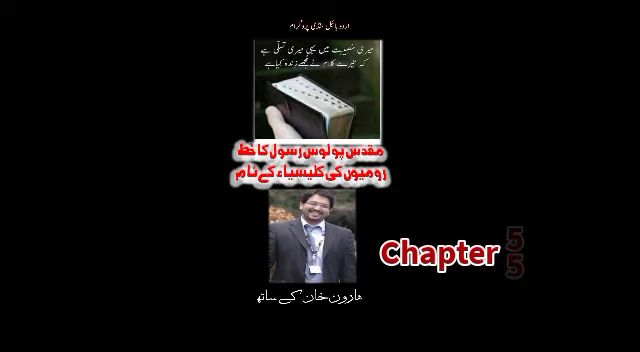 اردو بائبل سٹڈی پروگرام
میری مصیبت میں یہی میری تسلی ہے
کہ تیرے کلام نے مجھے زندہ کیا ہے
مقدس پولوس رسول کا خط
رومیوں کی کلیسیاء کے نام
Chapter 5
5
ہارون خان کے ساتھ